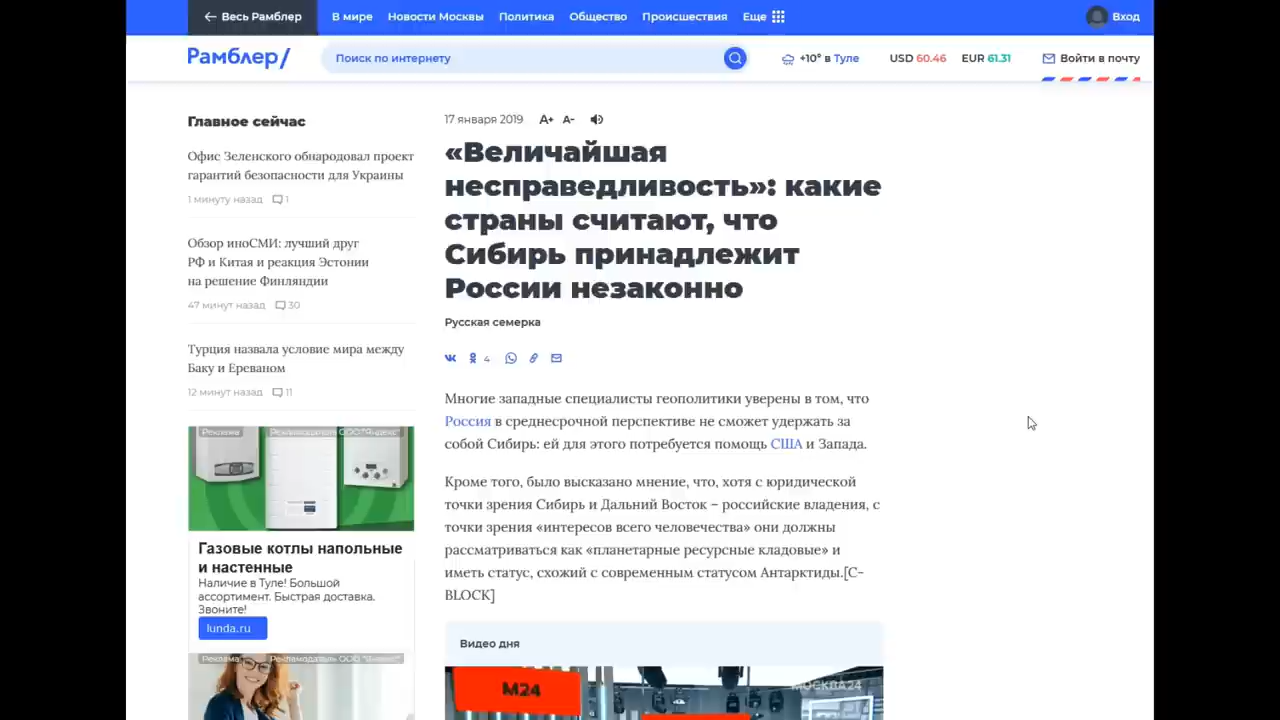 Весь Рамблер
В мире
Новости Москвы
Политика
Общество
Происшествия
Еще
Вход
Рамблер/
Поиск по интернету
+10° в Туле
USD 60.46
EUR 61.31
Войти в почту
Главное сейчас
Офис Зеленского обнародовал проект
гарантий безопасности для Украины
1 минуту назад 1
Обзор иноСМИ: лучший друг
РФ и Китая и реакция Эстонии
на решение Финляндии
47 минут назад 30
Турция назвала условие мира между
Баку и Ереваном
12 минут назад 11
Реклама
Газовые котлы напольные
и настенные
Наличие в Туле! Большой
ассортимент. Быстрая доставка.
Звоните!
lunda.ru
Реклама Рекламодатель ООО "Яндекс"
17 января 2019 A+ A-
«Величайшая
несправедливость»: какие
страны считают, что
Сибирь принадлежит
России незаконно
Русская семерка
4
Многие западные специалисты геополитики уверены в том, что
Россия в среднесрочной перспективе не сможет удержать за
собой Сибирь: ей для этого потребуется помощь США и Запада.
Кроме того, было высказано мнение, что, хотя с юридической
точки зрения Сибирь и Дальний Восток – российские владения, с
точки зрения «интересов всего человечества» они должны
рассматриваться как «планетарные ресурсные кладовые» и
иметь статус, схожий с современным статусом Антарктиды.[C-
BLOCK]
Видео дня
М24
МОСКВА24